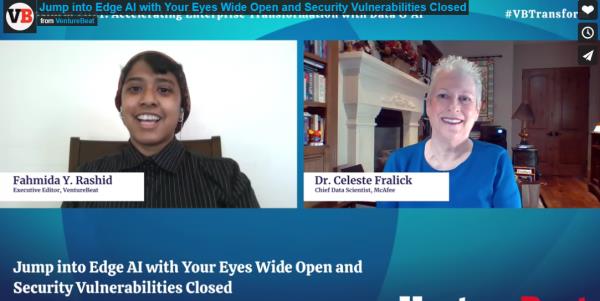 VB
Jump into Edge AI with Your Eyes Wide Open and Security Vulnerabilities Closed
from VentureBeat
Accelerating Enterprise Transformation with Data & AI
#VBTransfor
Fahmida Y. Rashid
Executive Editor, VentureBeat
Dr. Celeste Fralick
Chief Data Scientist, McAfee
Jump into Edge AI with Your Eyes Wide Open and
Security Vulnerabilities Closed